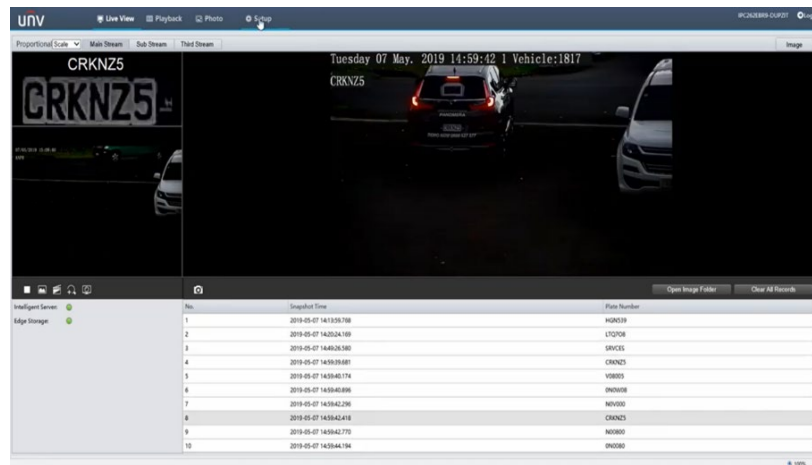 unv Live View Playback Photo Setup
Proportional Scale Main Stream Sub Stream Third Stream Image
CRKNZ5
CRKNZ5
Tuesday 07 May. 2019 14:59:42 1 Vehicle:1817
CRKNZ5
Open Image Folder Clear All Records
Intelligent Server:
Edge Storage:
No. Snapshot Time Plate Number
1 2019-05-07 14:13:59.768 HGN539
2 2019-05-07 14:20:24.169 LTQ708
3 2019-05-07 14:49:26.580 SRVCES
4 2019-05-07 14:59:39.681 CRKNZ5
5 2019-05-07 14:59:40.174 V08005
6 2019-05-07 14:59:40.896 0N0W08
7 2019-05-07 14:59:42.296 N0V000
8 2019-05-07 14:59:42.418 CRKNZ5
9 2019-05-07 14:59:42.770 N00800
10 2019-05-07 14:59:44.194 0N0080
100%